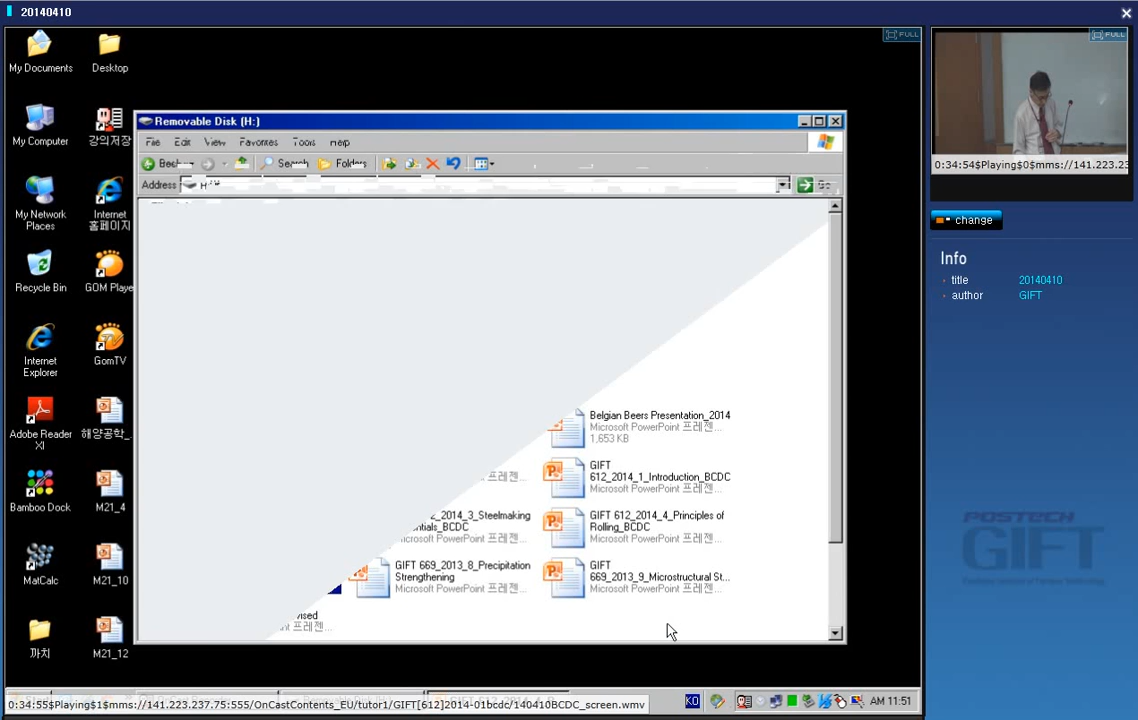 20140410
My Documents
Desktop
My Computer
강의저장
My Network
Places
Internet
홈페이지
Recycle Bin
GOM Playe
Internet
Explorer
GomTV
Adobe Reader
XI
해양공학_
Bamboo Dock
M21_4
MatCalc
M21_10
까치
M21_12
Removable Disk (H:)
File Edit View Favorites Tools Help
Search Folders
Address
Belgian Beers Presentation_2014
Microsoft PowerPoint 프레젠...
1,653 KB
GIFT
612_2014_1_Introduction_BCDC
프레젠... Microsoft PowerPoint 프레젠...
2_2014_3_Steelmaking
ntials_BCDC
PowerPoint 프레젠...
GIFT 612_2014_4_Principles of
Rolling_BCDC
Microsoft PowerPoint 프레젠...
GIFT 669_2013_8_Precipitation
Strengthening
Microsoft PowerPoint 프레젠...
GIFT
669_2013_9_Microstructural St...
Microsoft PowerPoint 프레젠...
vised
프레젠...
KO
AM 11:51
0:34:55$Playing$1$mms://141.223.237.75:555/OnCastContents_EU/tutor1/GIFT[612]2014-01bcdc/140410BCDC_screen.wmv
FULL
FULL
0:34:54$Playing$0$mms://141.223.23
change
Info
title 20140410
author GIFT
POSTECH
GIFT